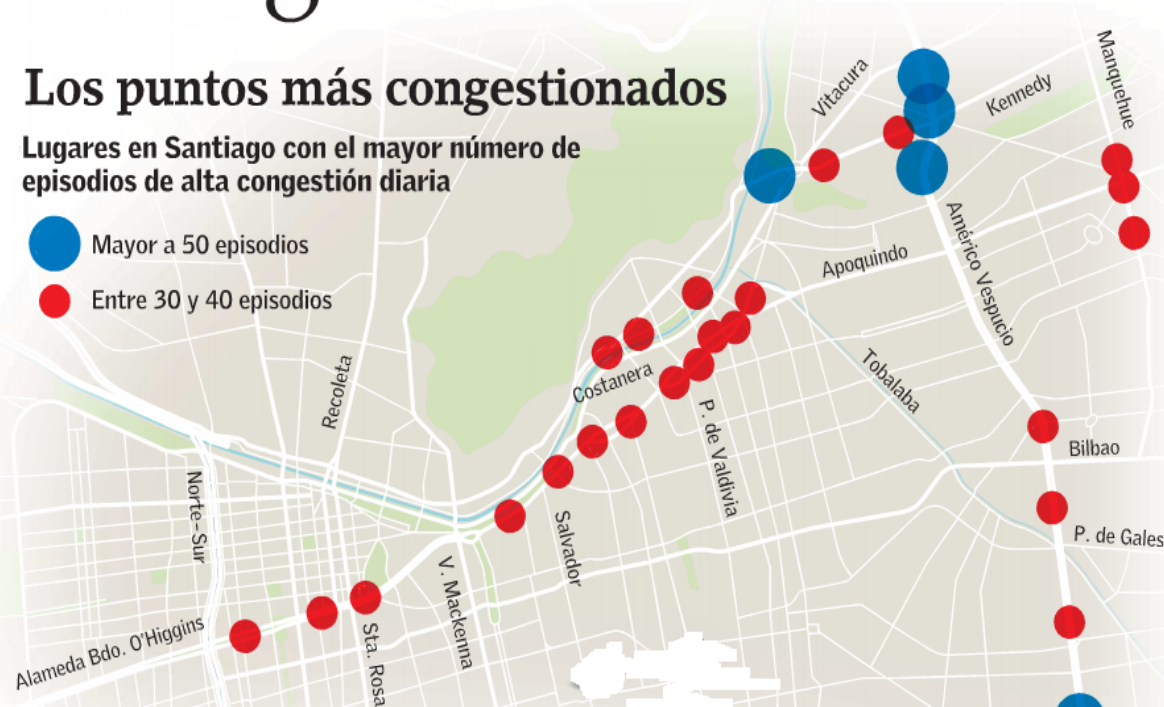 Los puntos más congestionados
Lugares en Santiago con el mayor número de
episodios de alta congestión diaria
Mayor a 50 episodios
Entre 30 y 40 episodios
Vitacura
Kennedy
Manquehue
Américo Vespucio
Apoquindo
Tobalaba
Costanera
P. de Valdivia
Recoleta
Bilbao
P. de Gales
Norte-Sur
Salvador
V. Mackenna
Alameda Bdo. O'Higgins
Sta. Rosa